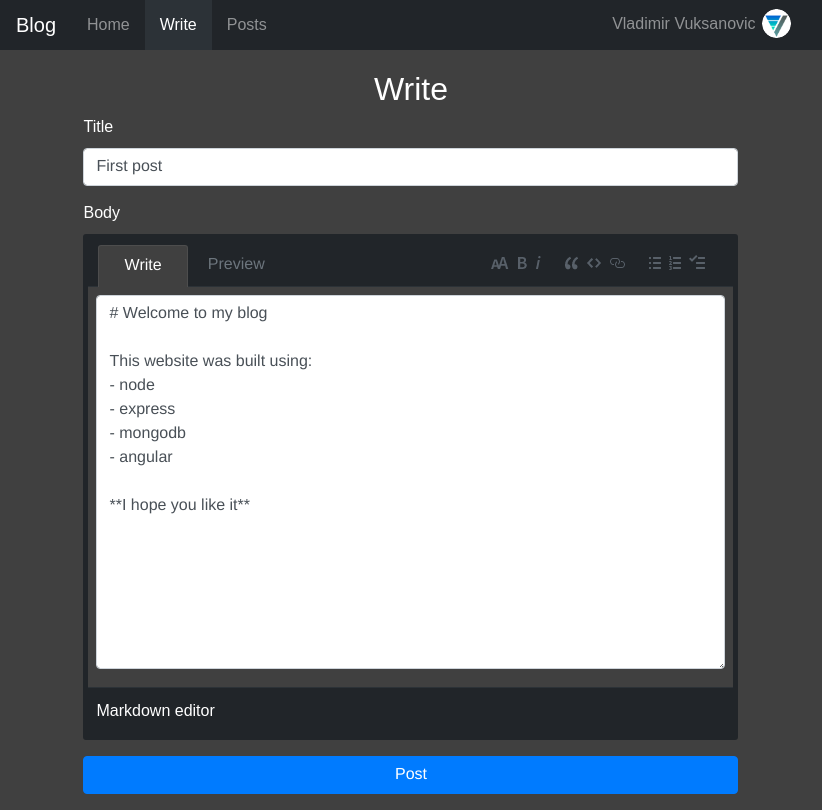 Blog Home Write Posts Vladimir Vuksanovic
Write
Title
First post
Body
Write Preview AA B i
# Welcome to my blog
This website was built using:
- node
- express
- mongodb
- angular
**I hope you like it**
Markdown editor
Post